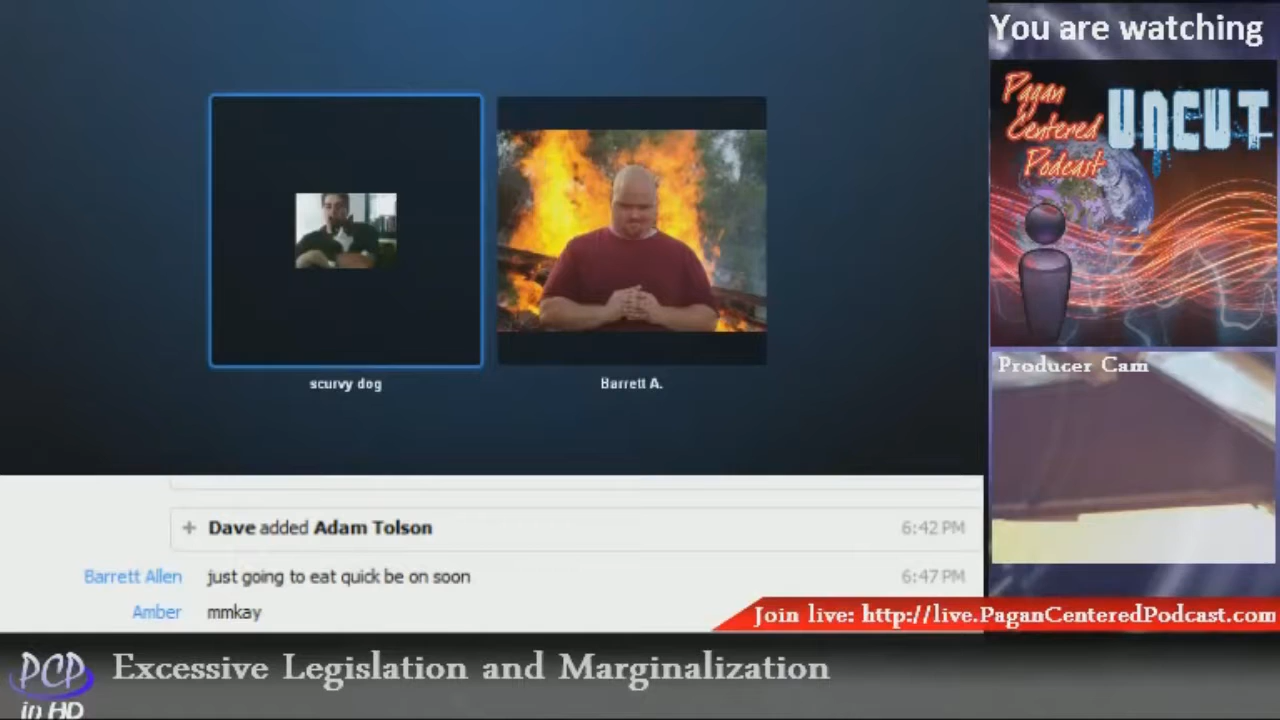 You are watching
Pagan
Centered
Podcast
UNCUT
scurvy dog
Barrett A.
Producer Cam
+ Dave added Adam Tolson 6:42 PM
Barrett Allen just going to eat quick be on soon 6:47 PM
Amber mmkay
Join live: http://live.PaganCenteredPodcast.com
PCP
in HD
Excessive Legislation and Marginalization